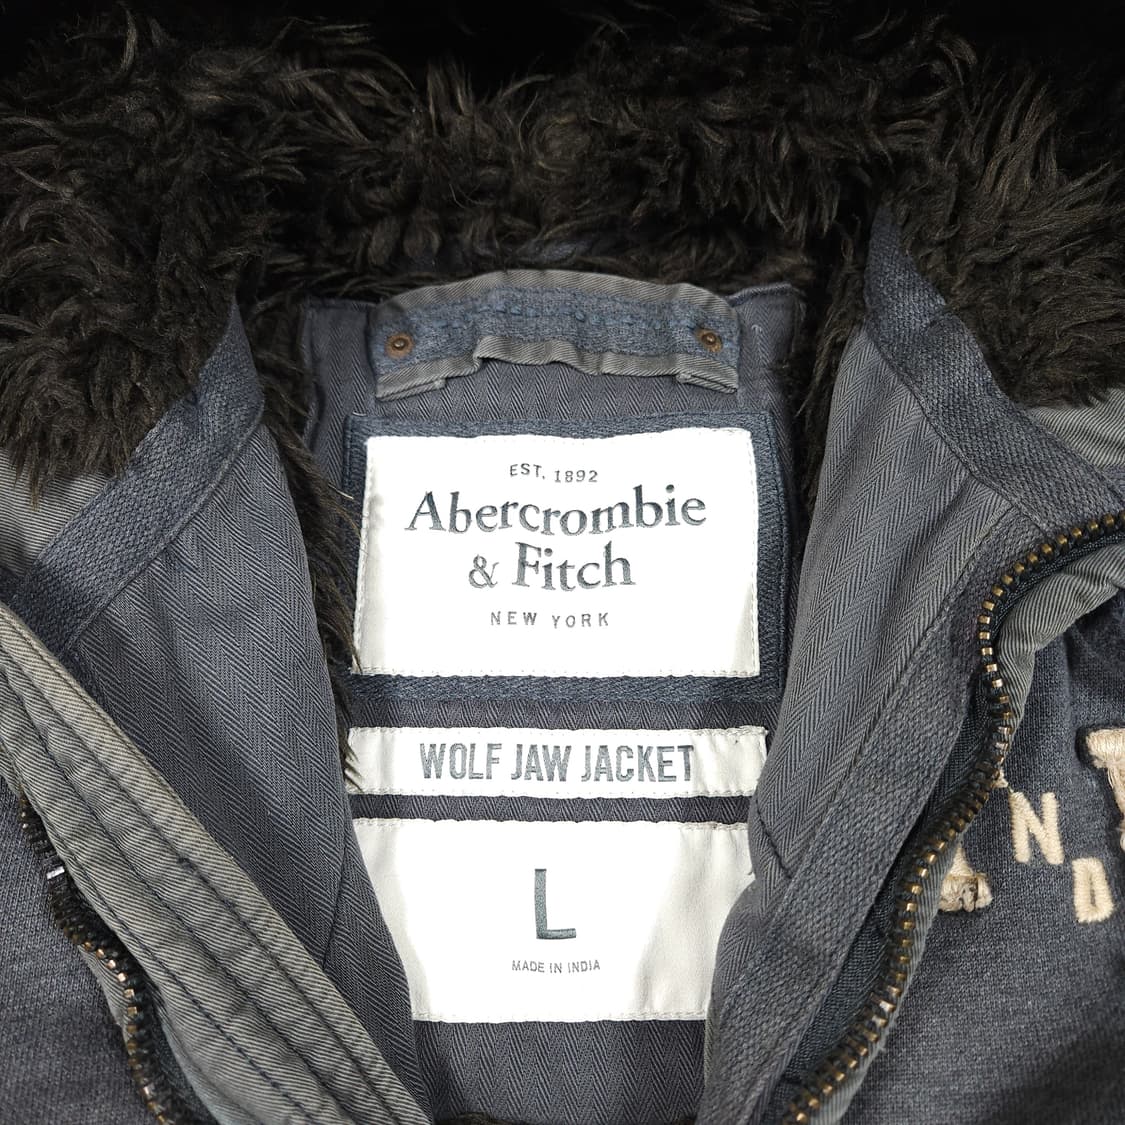 EST. 1892
Abercrombie
& Fitch
NEW YORK
WOLF JAW JACKET
L
MADE IN INDIA
N
D